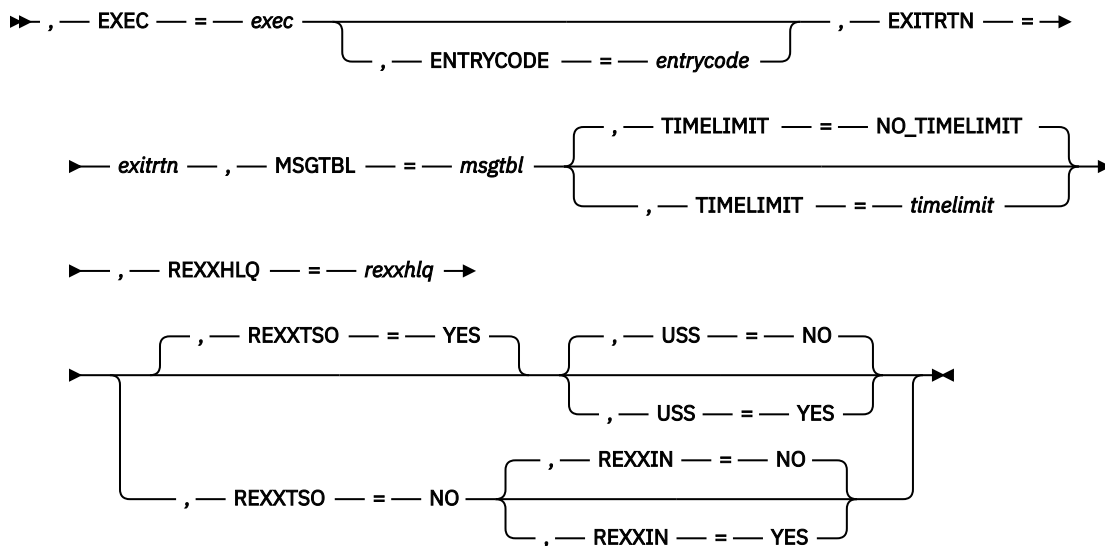 , EXEC = exec , EXITRTN =
, ENTRYCODE = entrycode
, TIMELIMIT = NO_TIMELIMIT
exitrtn , MSGTBL = msgtbl
, TIMELIMIT = timelimit
, REXXHLQ = rexxhlq
, REXXTSO = YES , USS = NO
, USS = YES
, REXXIN = NO
, REXXTSO = NO
, REXXIN = YES